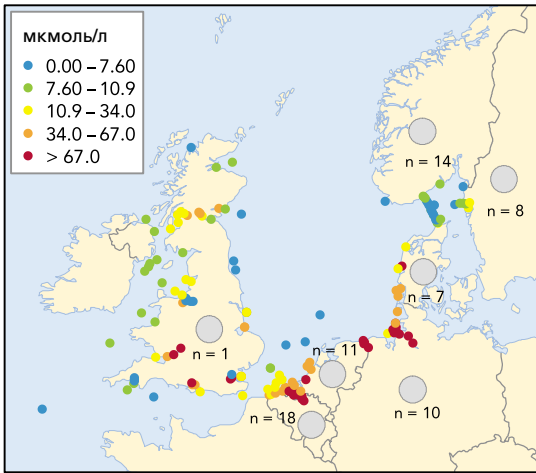 мкмоль/л
0.00 – 7.60
7.60 – 10.9
10.9 – 34.0
34.0 – 67.0
> 67.0
n = 14
n = 8
n = 7
n = 1
n = 11
n = 10
n = 18